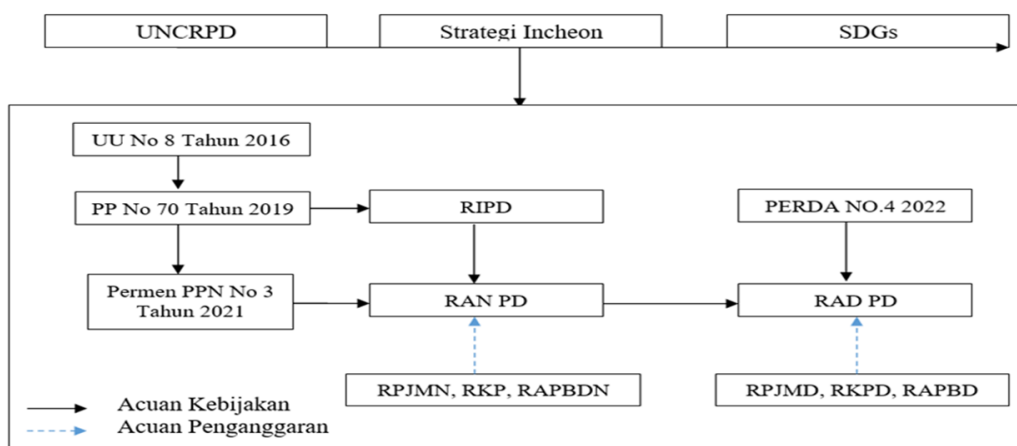 UNCRPD
Strategi Incheon
SDGs
UU No 8 Tahun 2016
PP No 70 Tahun 2019
RIPD
PERDA NO.4 2022
Permen PPN No 3
Tahun 2021
RAN PD
RAD PD
RPJMN, RKP, RAPBDN
RPJMD, RKPD, RAPBD
Acuan Kebijakan
Acuan Penganggaran